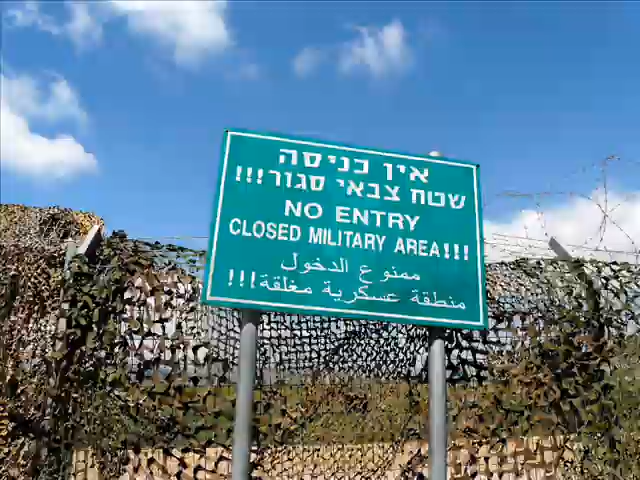 אין כניסה
שטח צבאי סגור!!!
NO ENTRY
CLOSED MILITARY AREA!!!
ممنوع الدخول
منطقة عسكرية مغلقة!!!